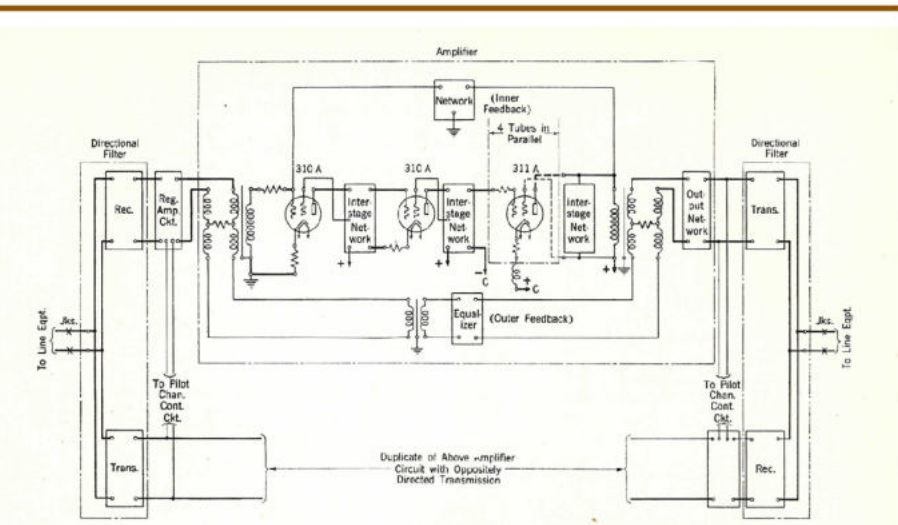 Amplifier
Network
(Inner
Feedback)
4 Tubes in
Parallel
Directional
Filter
Directional
Filter
310 A
310 A
311 A
Rec.
Reg.
Amp.
Ckt.
Inter-
stage
Net-
work
Inter-
stage
Net-
work
Inter-
stage
Net-
work
Out-
put
Net-
work
Trans.
+
+
-
C
+
C
+
Equal-
izer
(Outer Feedback)
Jks.
To Line Eqpt.
Jks.
To Line Eqpt.
To Pilot
Chan.
Cont.
Ckt.
To Pilot
Chan.
Cont.
Ckt.
Trans.
Duplicate of Above Amplifier
Circuit with Oppositely
Directed Transmission
Rec.